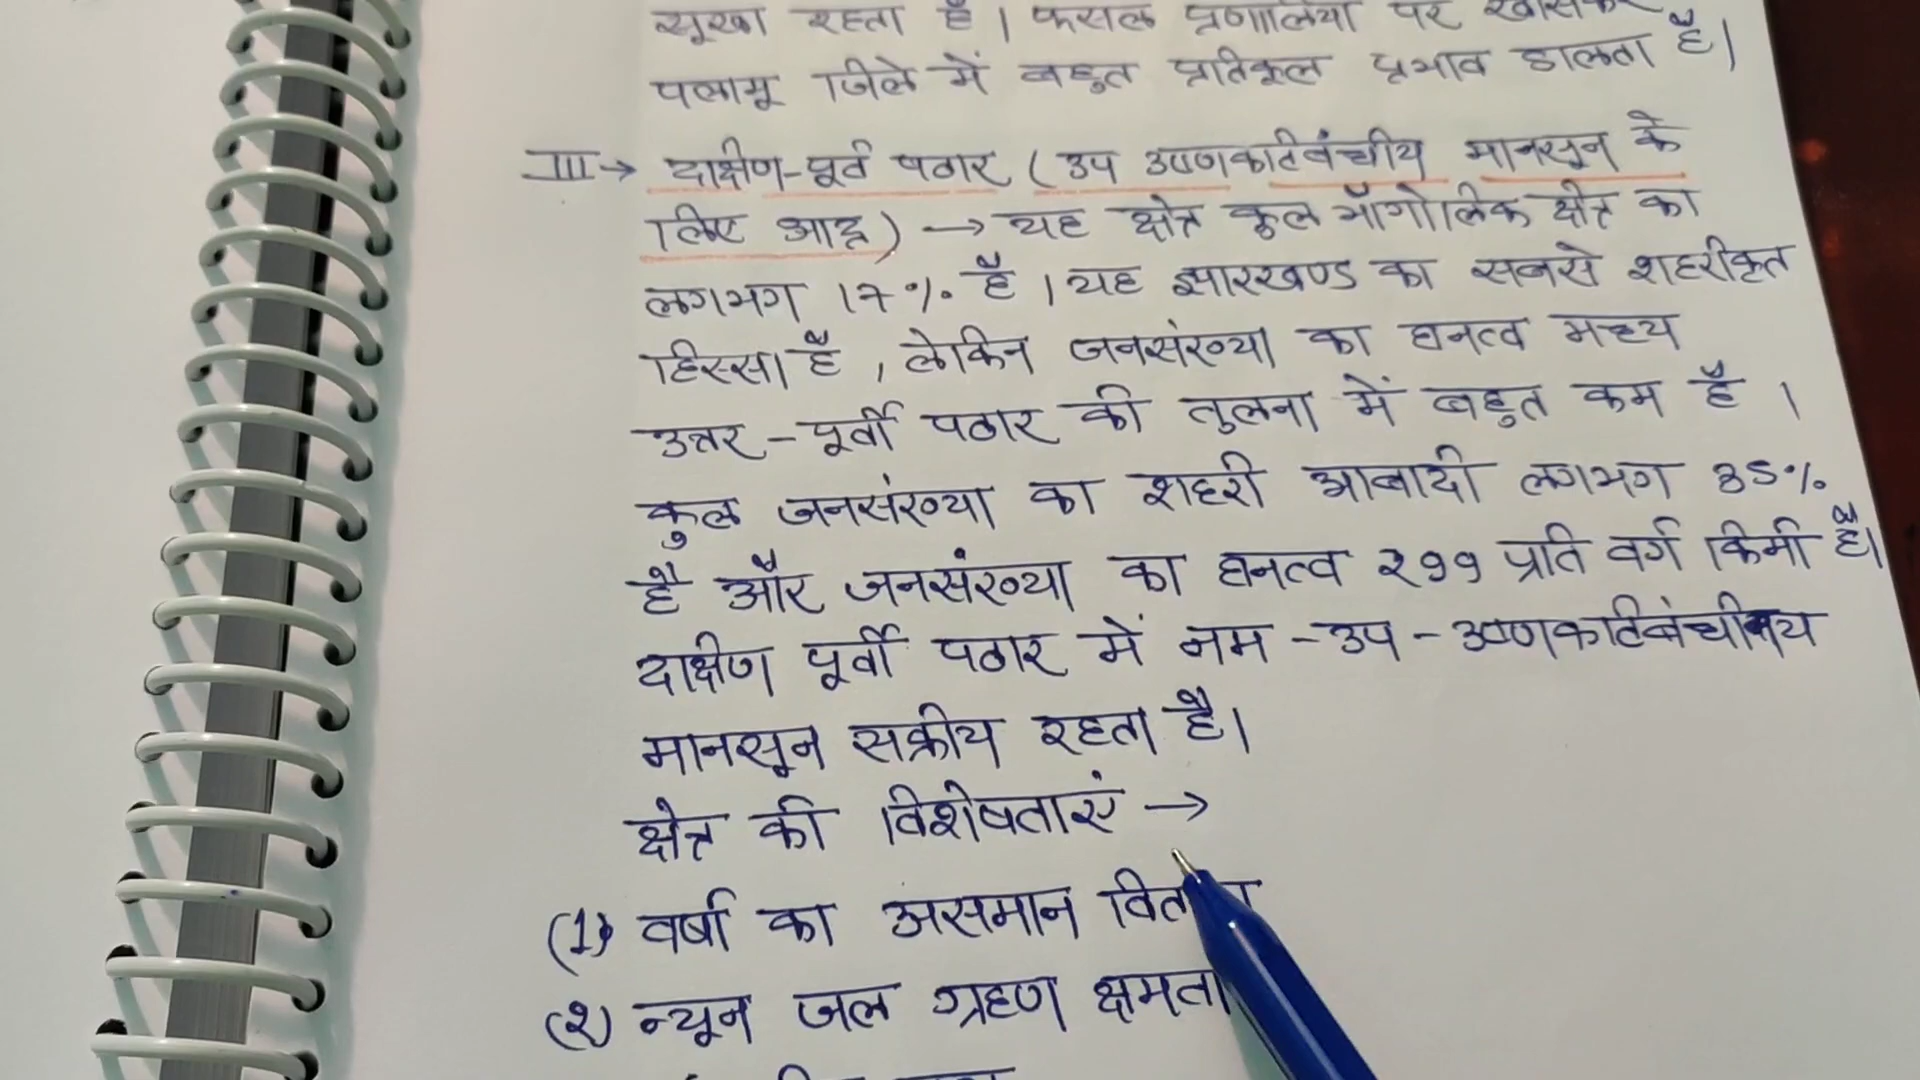 सूखा रहता है। फसल प्रणालियों पर खासकर
पलामू जिले में बहुत प्रतिकूल प्रभाव डालता है।
III→ दक्षिण-पूर्व पठार (उप उष्णकटिबंधीय मानसून के
लिए आद्र) → यह क्षेत्र कुल भौगोलिक क्षेत्र का
लगभग 17% है। यह झारखण्ड का सबसे शहरीकृत
हिस्सा है, लेकिन जनसंख्या का घनत्व मध्य
उत्तर-पूर्वी पठार की तुलना में बहुत कम है।
कुल जनसंख्या का शहरी आबादी लगभग 35%
है और जनसंख्या का घनत्व २९९ प्रति वर्ग किमी है।
दक्षिण पूर्वी पठार में नम-उप-उष्णकटिबंधीय
मानसून सक्रीय रहता है।
क्षेत्र की विशेषताएं →
(1) वर्षा का असमान
(२) न्यून जल ग्रहण क्षमता